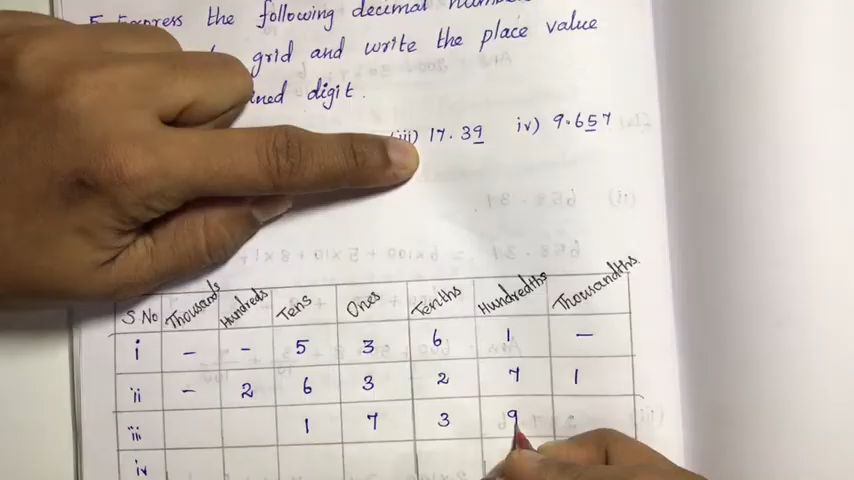 5. Express the following decimal
grid and write the place value
digit.
(iii) 17.39 iv) 9.657
S.No Thousands Hundreds Tens Ones Tenths Hundredths Thousandths
i - - 5 3 6 1 -
ii - 2 6 3 2 7 1
iii 1 7 3 9
iv